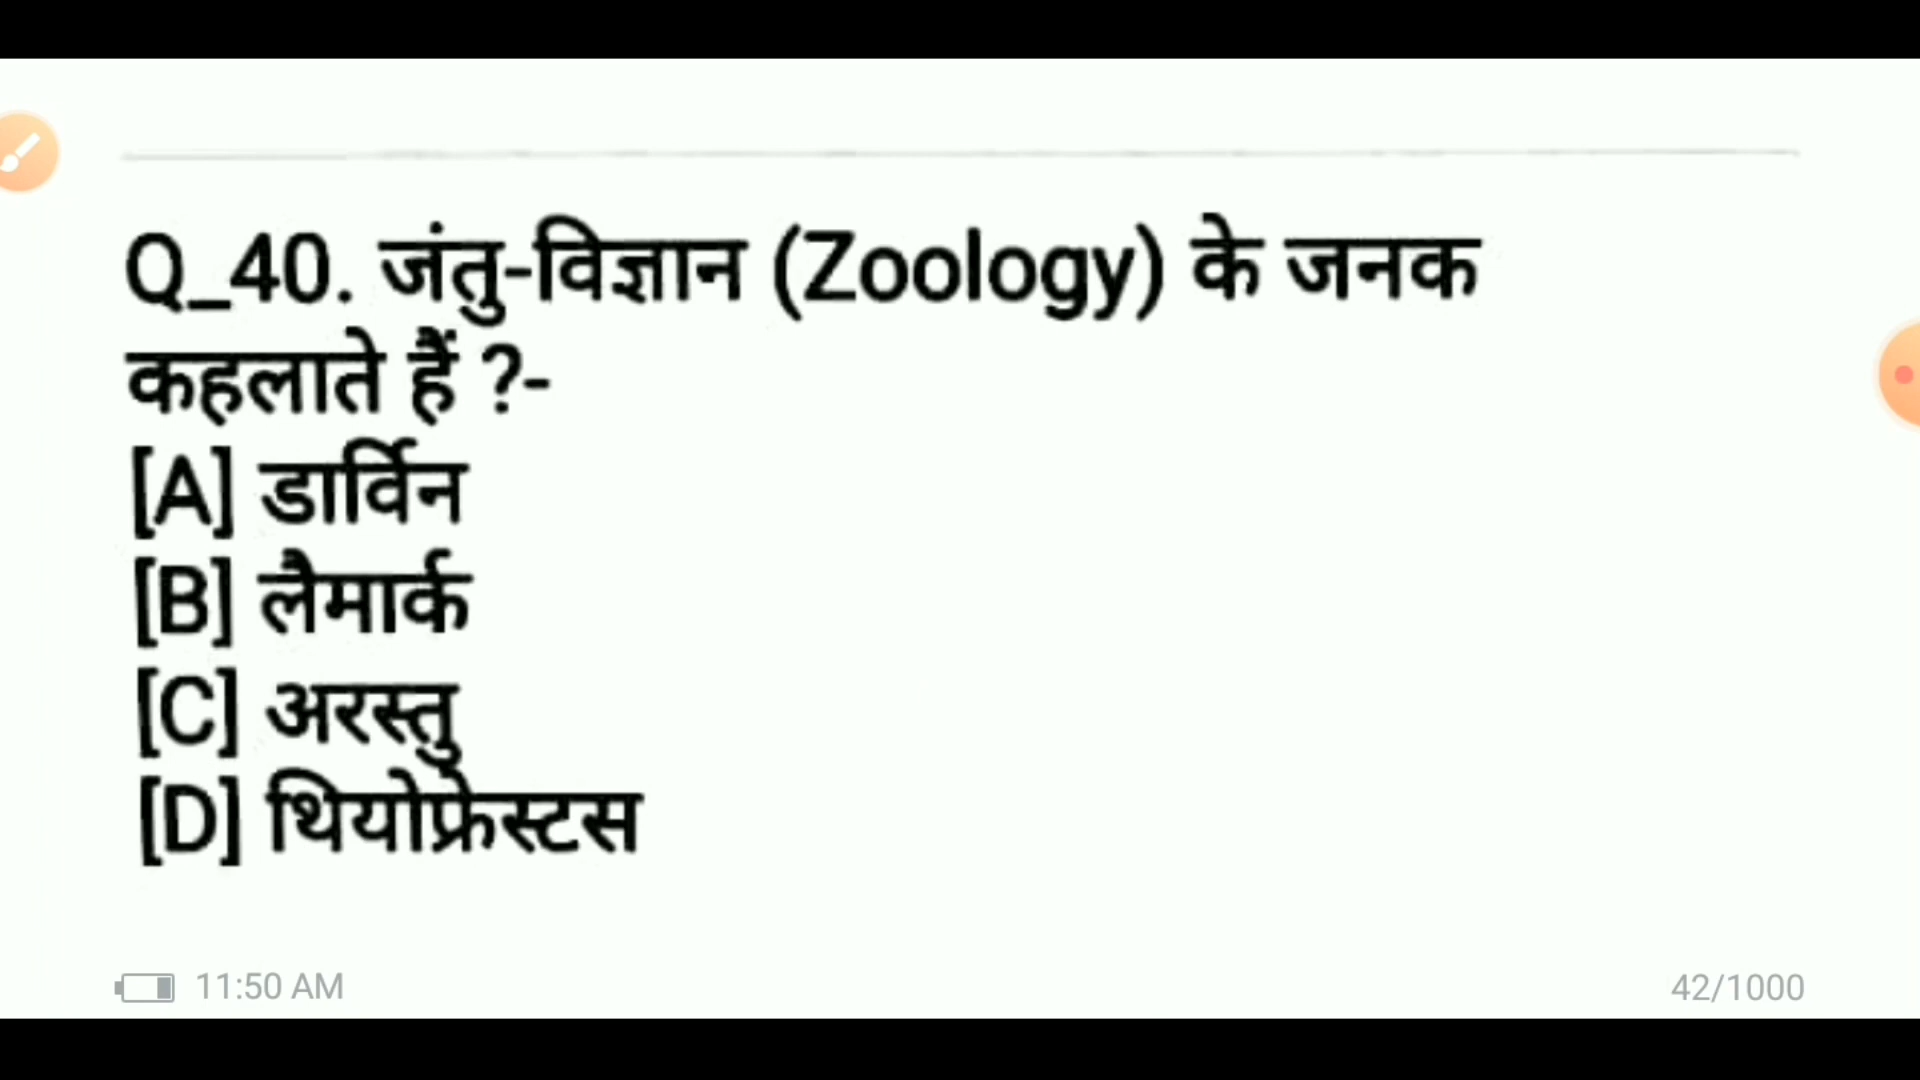 Q_40. जंतु-विज्ञान (Zoology) के जनक
कहलाते हैं ?-
[A] डार्विन
[B] लैमार्क
[C] अरस्तु
[D] थियोफ्रेस्टस
11:50 AM
42/1000